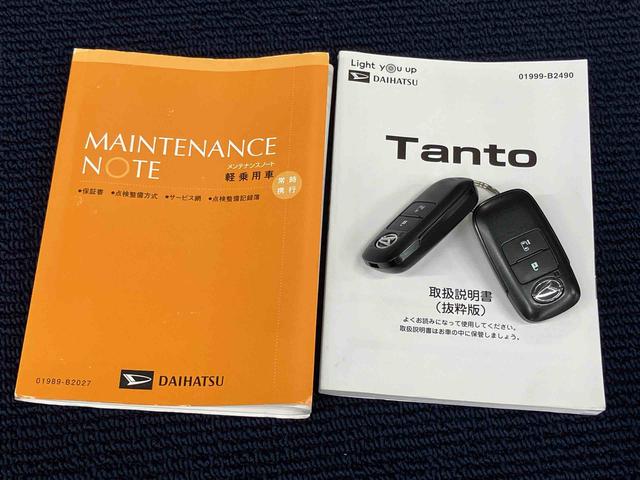 MAINTENANCE
NOTE
メンテナンスノート
軽乗用車
常時
携行
●保証書 ●点検整備方式 ●サービス網 ●点検整備記録簿
01989-B2027
DAIHATSU
Light you up
DAIHATSU
01999-B2490
Tanto
取扱説明書
(抜粋版)
よくお読みになって使用してください。
取扱説明書はお車の中に保管しましょう。